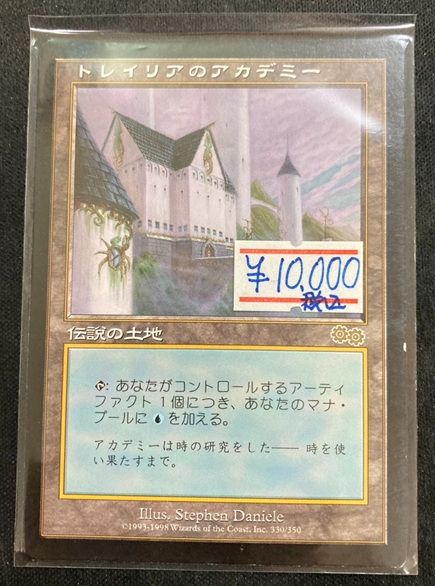 トレイリアのアカデミー
¥10,000
税込
伝説の土地
: あなたがコントロールするアーティ
ファクト 1 個につき、あなたのマナ・
プールに を加える。
アカデミーは時の研究をした—— 時を使
い果たすまで。
Illus. Stephen Daniele
©1993-1998 Wizards of the Coast, Inc. 330/350